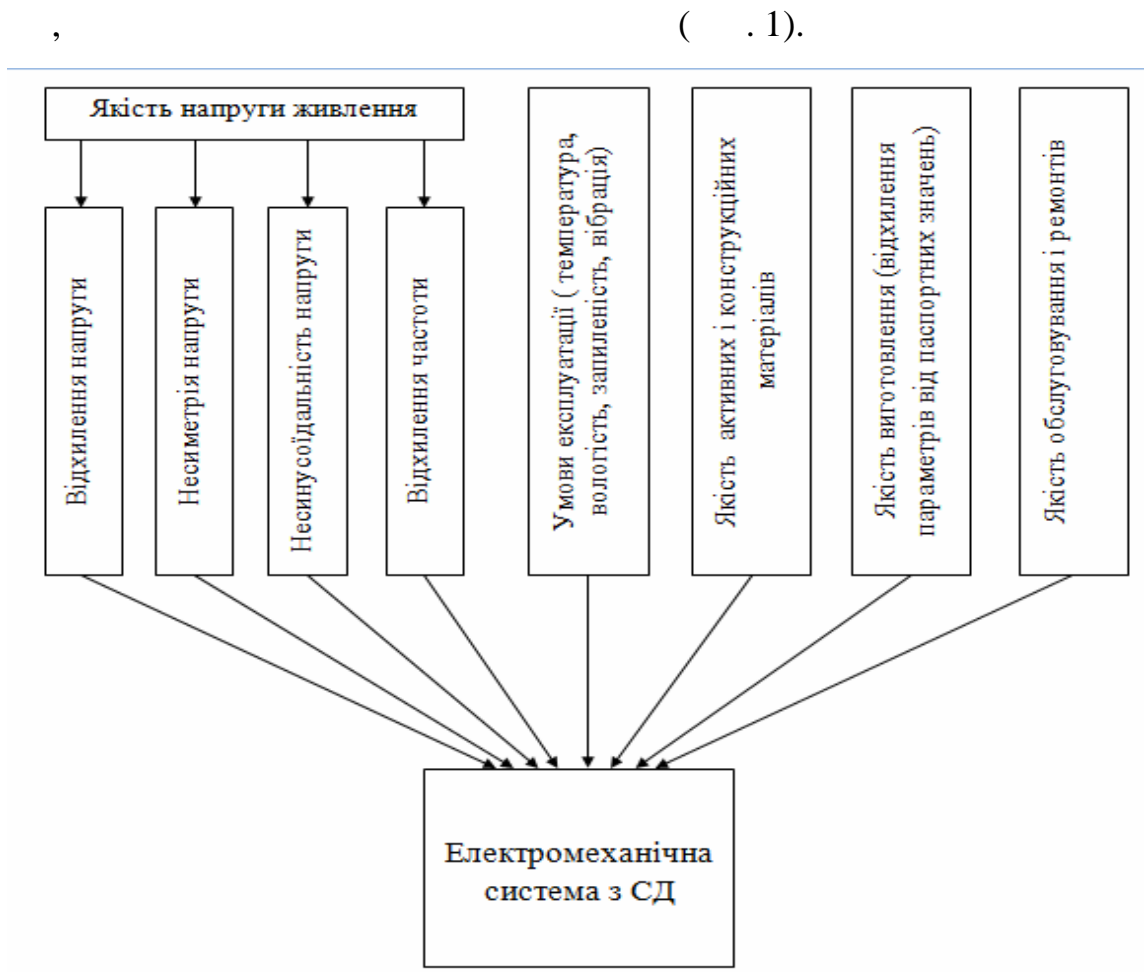 , ( . 1).
Якість напруги живлення
Відхилення напруги
Несиметрія напруги
Несинусоїдальність напруги
Відхилення частоти
Умови експлуатації ( температура,
вологість, запиленість, вібрація)
Якість активних і конструкційних
матеріалів
Якість виготовлення (відхилення
параметрів від паспортних значень)
Якість обслуговування і ремонтів
Електромеханічна
система з СД